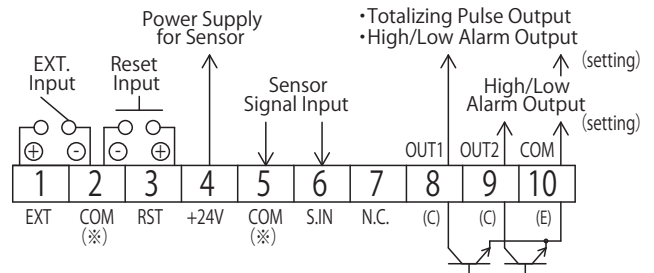 Power Supply
for Sensor
・Totalizing Pulse Output
・High/Low Alarm Output
(setting)
EXT.
Input
Reset
Input
Sensor
Signal Input
High/Low
Alarm Output
(setting)
OUT1 OUT2 COM
1 2 3 4 5 6 7 8 9 10
EXT COM RST +24V COM S.IN N.C. (C) (C) (E)
(※) (※)